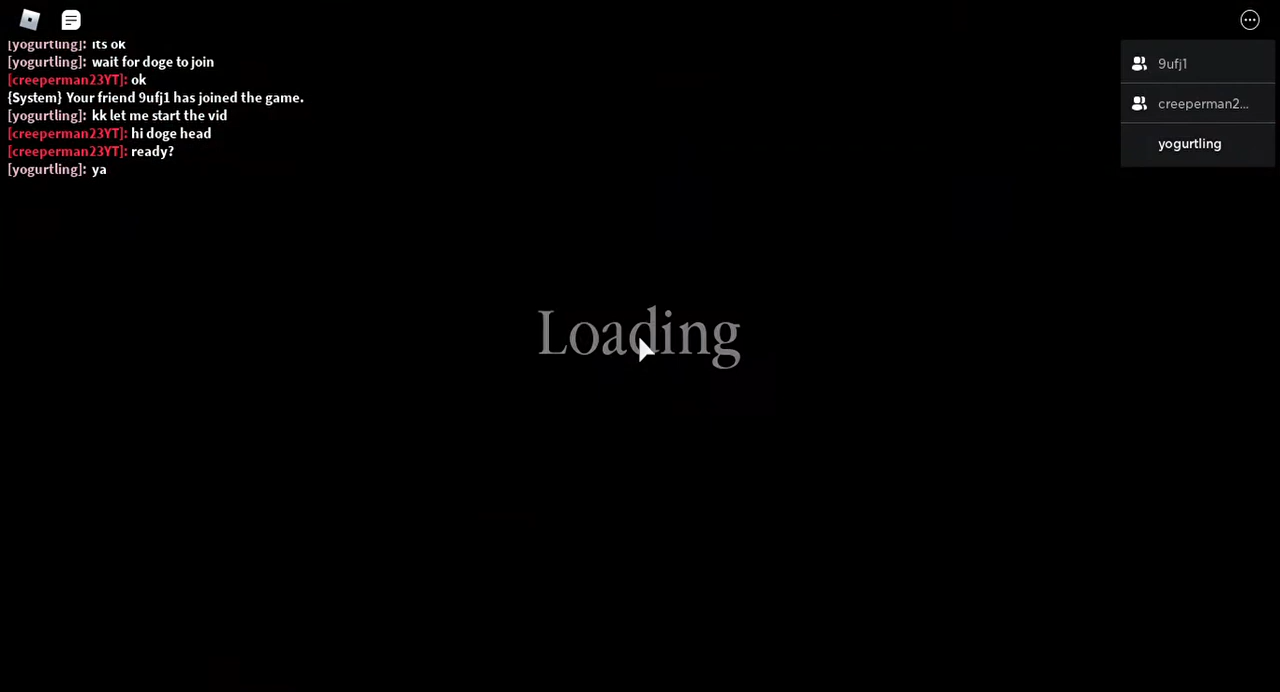 [yogurtling]: its ok
[yogurtling]: wait for doge to join
[creeperman23YT]: ok
{System} Your friend 9ufj1 has joined the game.
[yogurtling]: kk let me start the vid
[creeperman23YT]: hi doge head
[creeperman23YT]: ready?
[yogurtling]: ya
9ufj1
creeperman2...
yogurtling
Loading